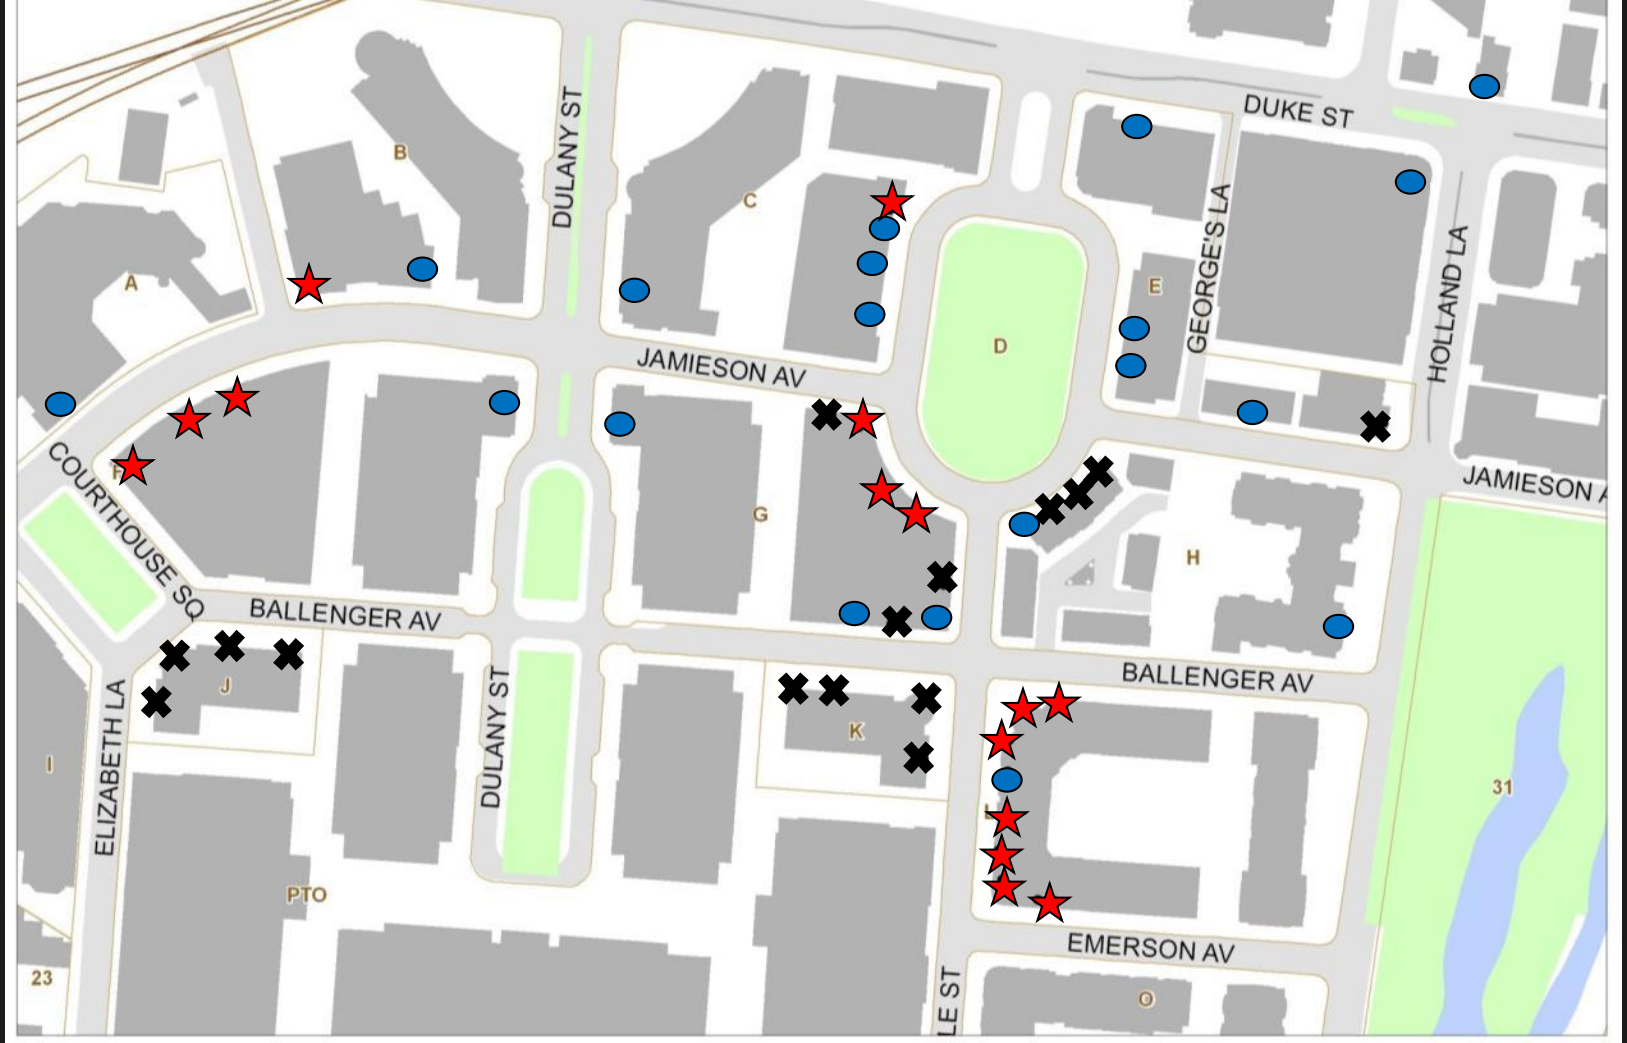 DUKE ST
B
DULANY ST
C
GEORGE'S LA
HOLLAND LA
A
E
D
JAMIESON AV
COURTHOUSE SQ
JAMIESON A
G
H
BALLENGER AV
BALLENGER AV
J
K
DULANY ST
ELIZABETH LA
I
31
L
PTO
EMERSON AV
23
LE ST
O